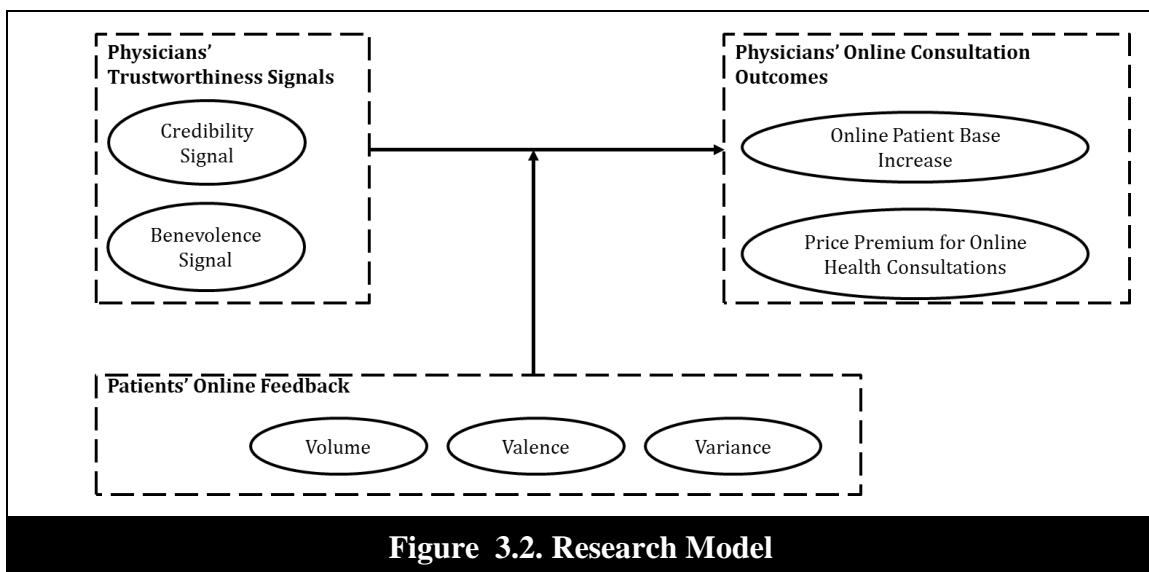 Physicians’
Trustworthiness Signals
Credibility
Signal
Benevolence
Signal
Physicians’ Online Consultation
Outcomes
Online Patient Base
Increase
Price Premium for Online
Health Consultations
Patients’ Online Feedback
Volume
Valence
Variance
Figure 3.2. Research Model